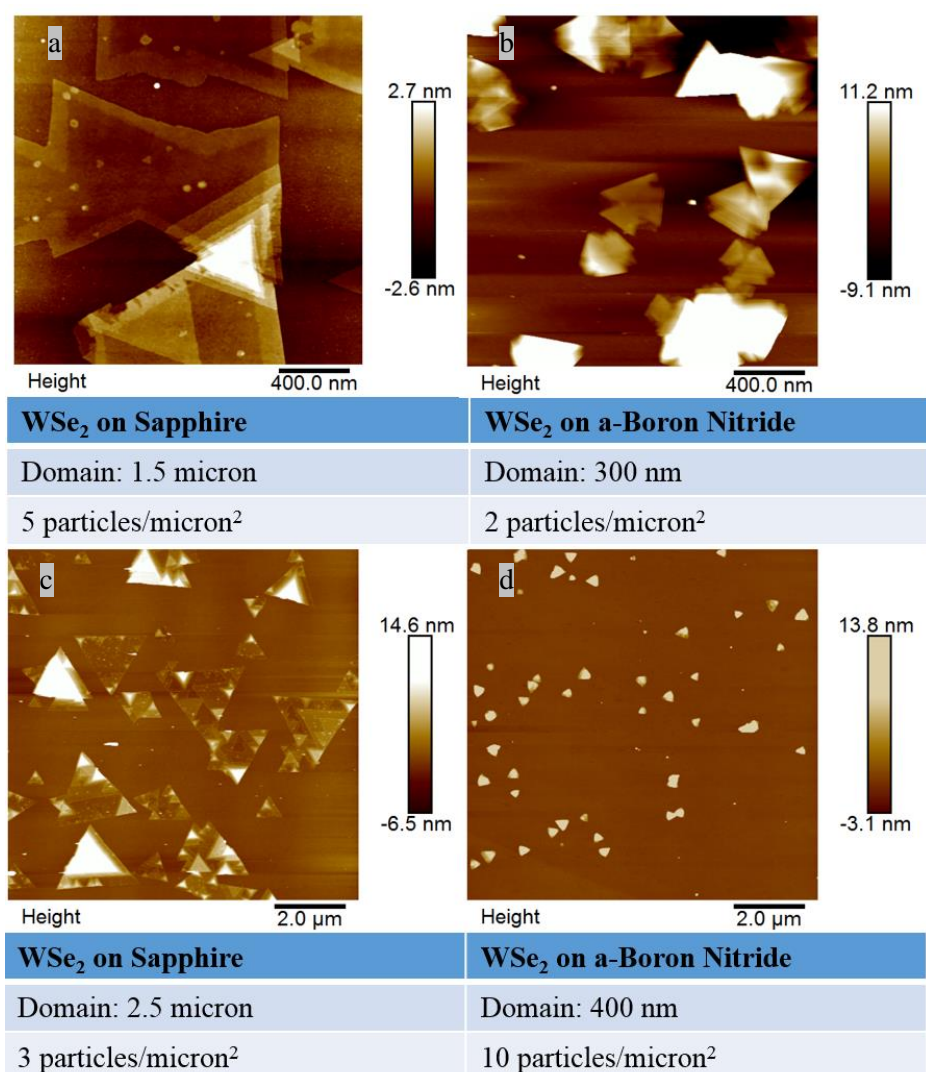 a
b
2.7 nm
-2.6 nm
11.2 nm
-9.1 nm
Height
400.0 nm
Height
400.0 nm
WSe₂ on Sapphire
WSe₂ on a-Boron Nitride
Domain: 1.5 micron
Domain: 300 nm
5 particles/micron²
2 particles/micron²
c
d
14.6 nm
-6.5 nm
13.8 nm
-3.1 nm
Height
2.0 µm
Height
2.0 µm
WSe₂ on Sapphire
WSe₂ on a-Boron Nitride
Domain: 2.5 micron
Domain: 400 nm
3 particles/micron²
10 particles/micron²